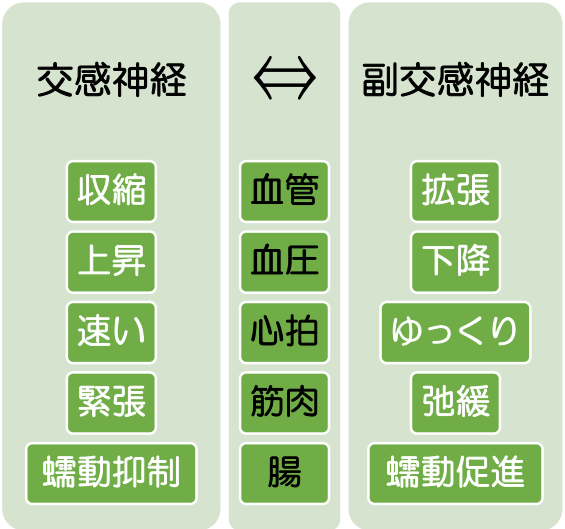 交感神経 ⇔ 副交感神経
収縮 血管 拡張
上昇 血圧 下降
速い 心拍 ゆっくり
緊張 筋肉 弛緩
蠕動抑制 腸 蠕動促進